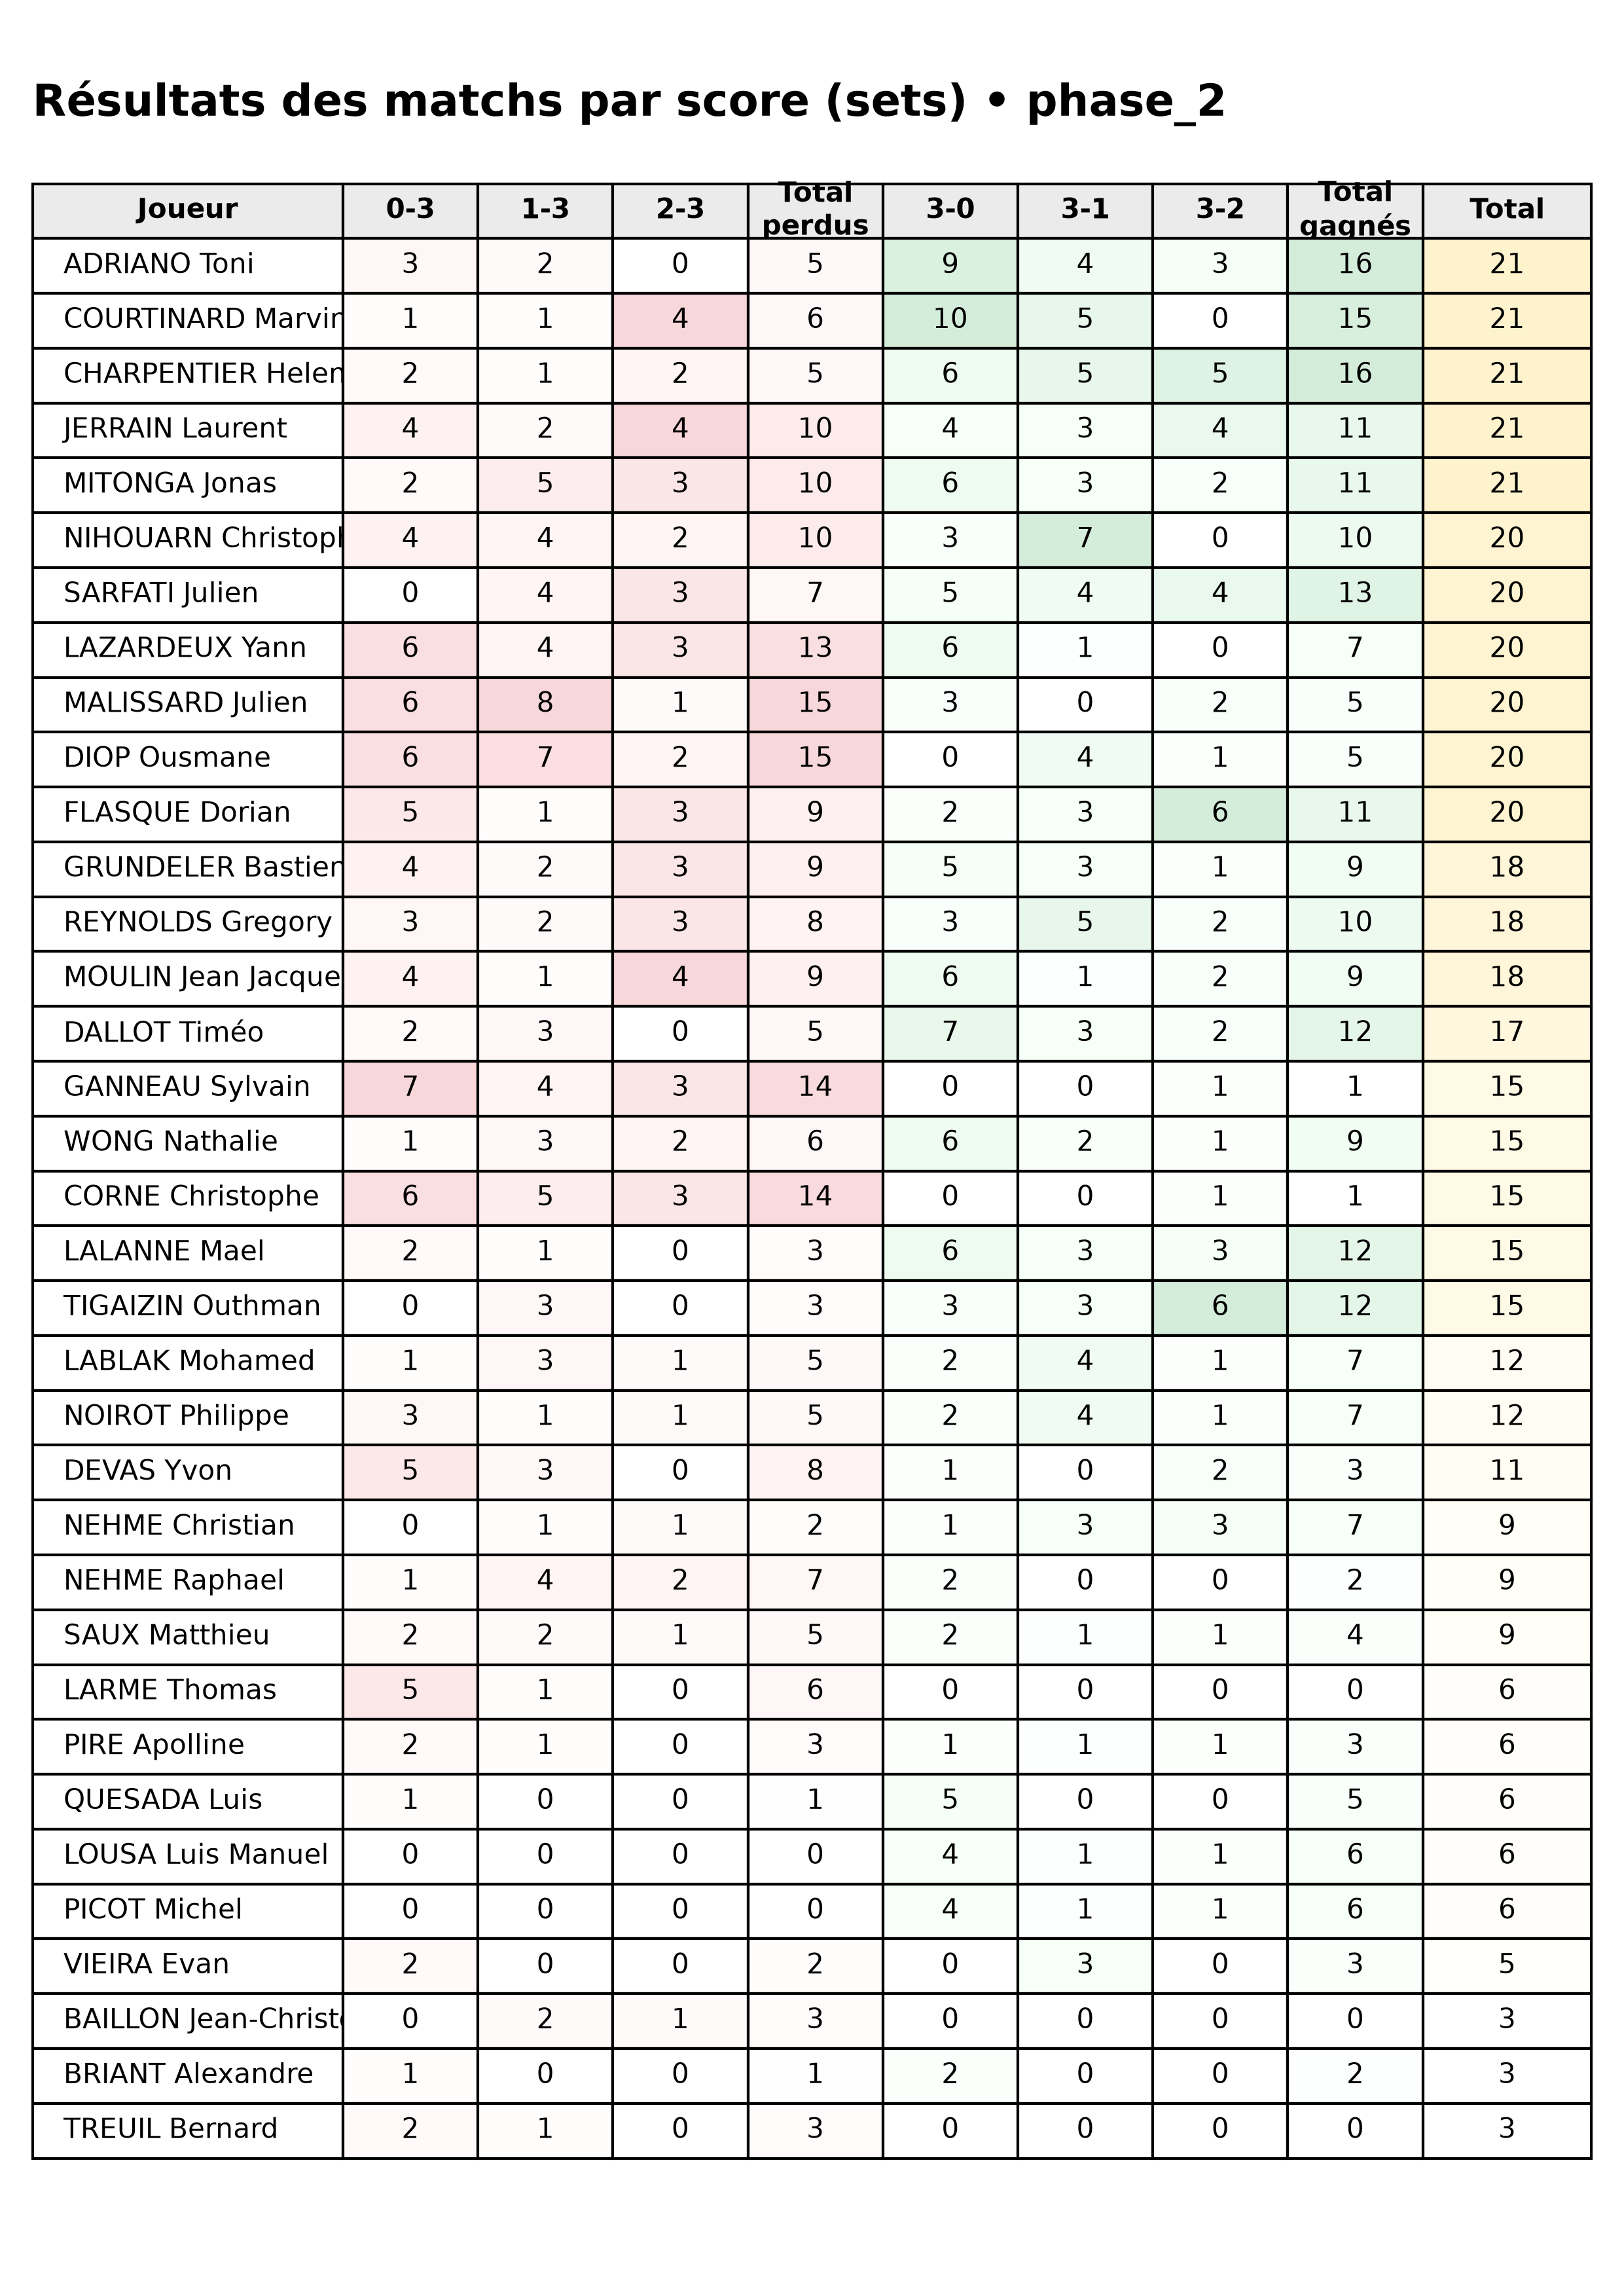 Résultats des matchs par score (sets) • phase_2
Joueur 0-3 1-3 2-3 Total perdus 3-0 3-1 3-2 Total gagnés Total
ADRIANO Toni 3 2 0 5 9 4 3 16 21
COURTINARD Marvin 1 1 4 6 10 5 0 15 21
CHARPENTIER Helen 2 1 2 5 6 5 5 16 21
JERRAIN Laurent 4 2 4 10 4 3 4 11 21
MITONGA Jonas 2 5 3 10 6 3 2 11 21
NIHOUARN Christoph 4 4 2 10 3 7 0 10 20
SARFATI Julien 0 4 3 7 5 4 4 13 20
LAZARDEUX Yann 6 4 3 13 6 1 0 7 20
MALISSARD Julien 6 8 1 15 3 0 2 5 20
DIOP Ousmane 6 7 2 15 0 4 1 5 20
FLASQUE Dorian 5 1 3 9 2 3 6 11 20
GRUNDELER Bastien 4 2 3 9 5 3 1 9 18
REYNOLDS Gregory 3 2 3 8 3 5 2 10 18
MOULIN Jean Jacque 4 1 4 9 6 1 2 9 18
DALLOT Timéo 2 3 0 5 7 3 2 12 17
GANNEAU Sylvain 7 4 3 14 0 0 1 1 15
WONG Nathalie 1 3 2 6 6 2 1 9 15
CORNE Christophe 6 5 3 14 0 0 1 1 15
LALANNE Mael 2 1 0 3 6 3 3 12 15
TIGAIZIN Outhman 0 3 0 3 3 3 6 12 15
LABLAK Mohamed 1 3 1 5 2 4 1 7 12
NOIROT Philippe 3 1 1 5 2 4 1 7 12
DEVAS Yvon 5 3 0 8 1 0 2 3 11
NEHME Christian 0 1 1 2 1 3 3 7 9
NEHME Raphael 1 4 2 7 2 0 0 2 9
SAUX Matthieu 2 2 1 5 2 1 1 4 9
LARME Thomas 5 1 0 6 0 0 0 0 6
PIRE Apolline 2 1 0 3 1 1 1 3 6
QUESADA Luis 1 0 0 1 5 0 0 5 6
LOUSA Luis Manuel 0 0 0 0 4 1 1 6 6
PICOT Michel 0 0 0 0 4 1 1 6 6
VIEIRA Evan 2 0 0 2 0 3 0 3 5
BAILLON Jean-Christo 0 2 1 3 0 0 0 0 3
BRIANT Alexandre 1 0 0 1 2 0 0 2 3
TREUIL Bernard 2 1 0 3 0 0 0 0 3